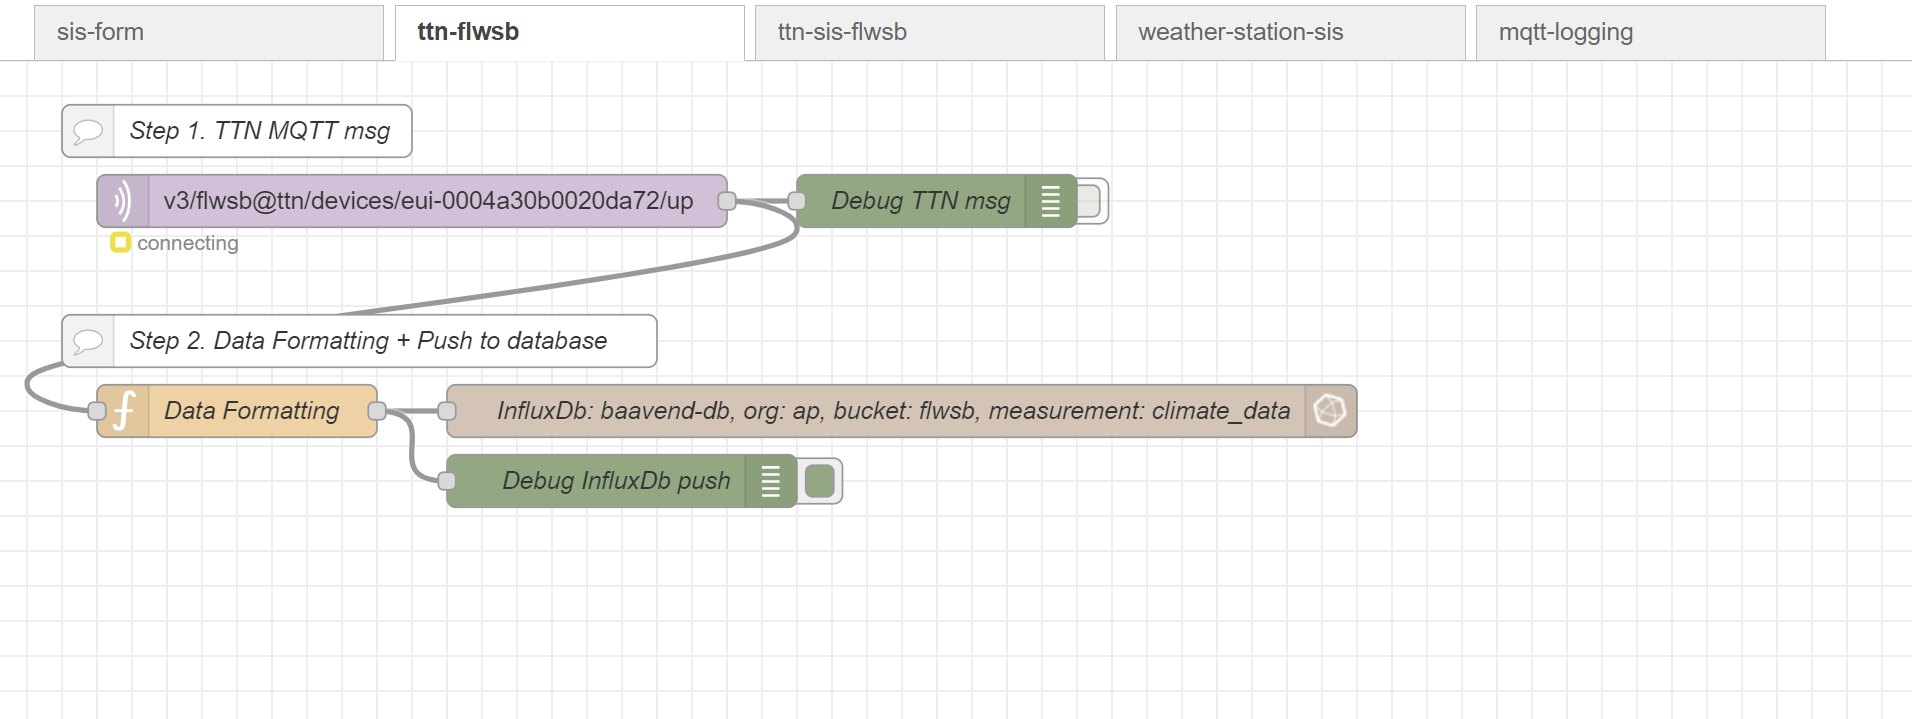 sis-form
ttn-flwsb
ttn-sis-flwsb
weather-station-sis
mqtt-logging
Step 1. TTN MQTT msg
v3/flwsb@ttn/devices/eui-0004a30b0020da72/up
Debug TTN msg
connecting
Step 2. Data Formatting + Push to database
Data Formatting
InfluxDb: baavend-db, org: ap, bucket: flwsb, measurement: climate_data
Debug InfluxDb push